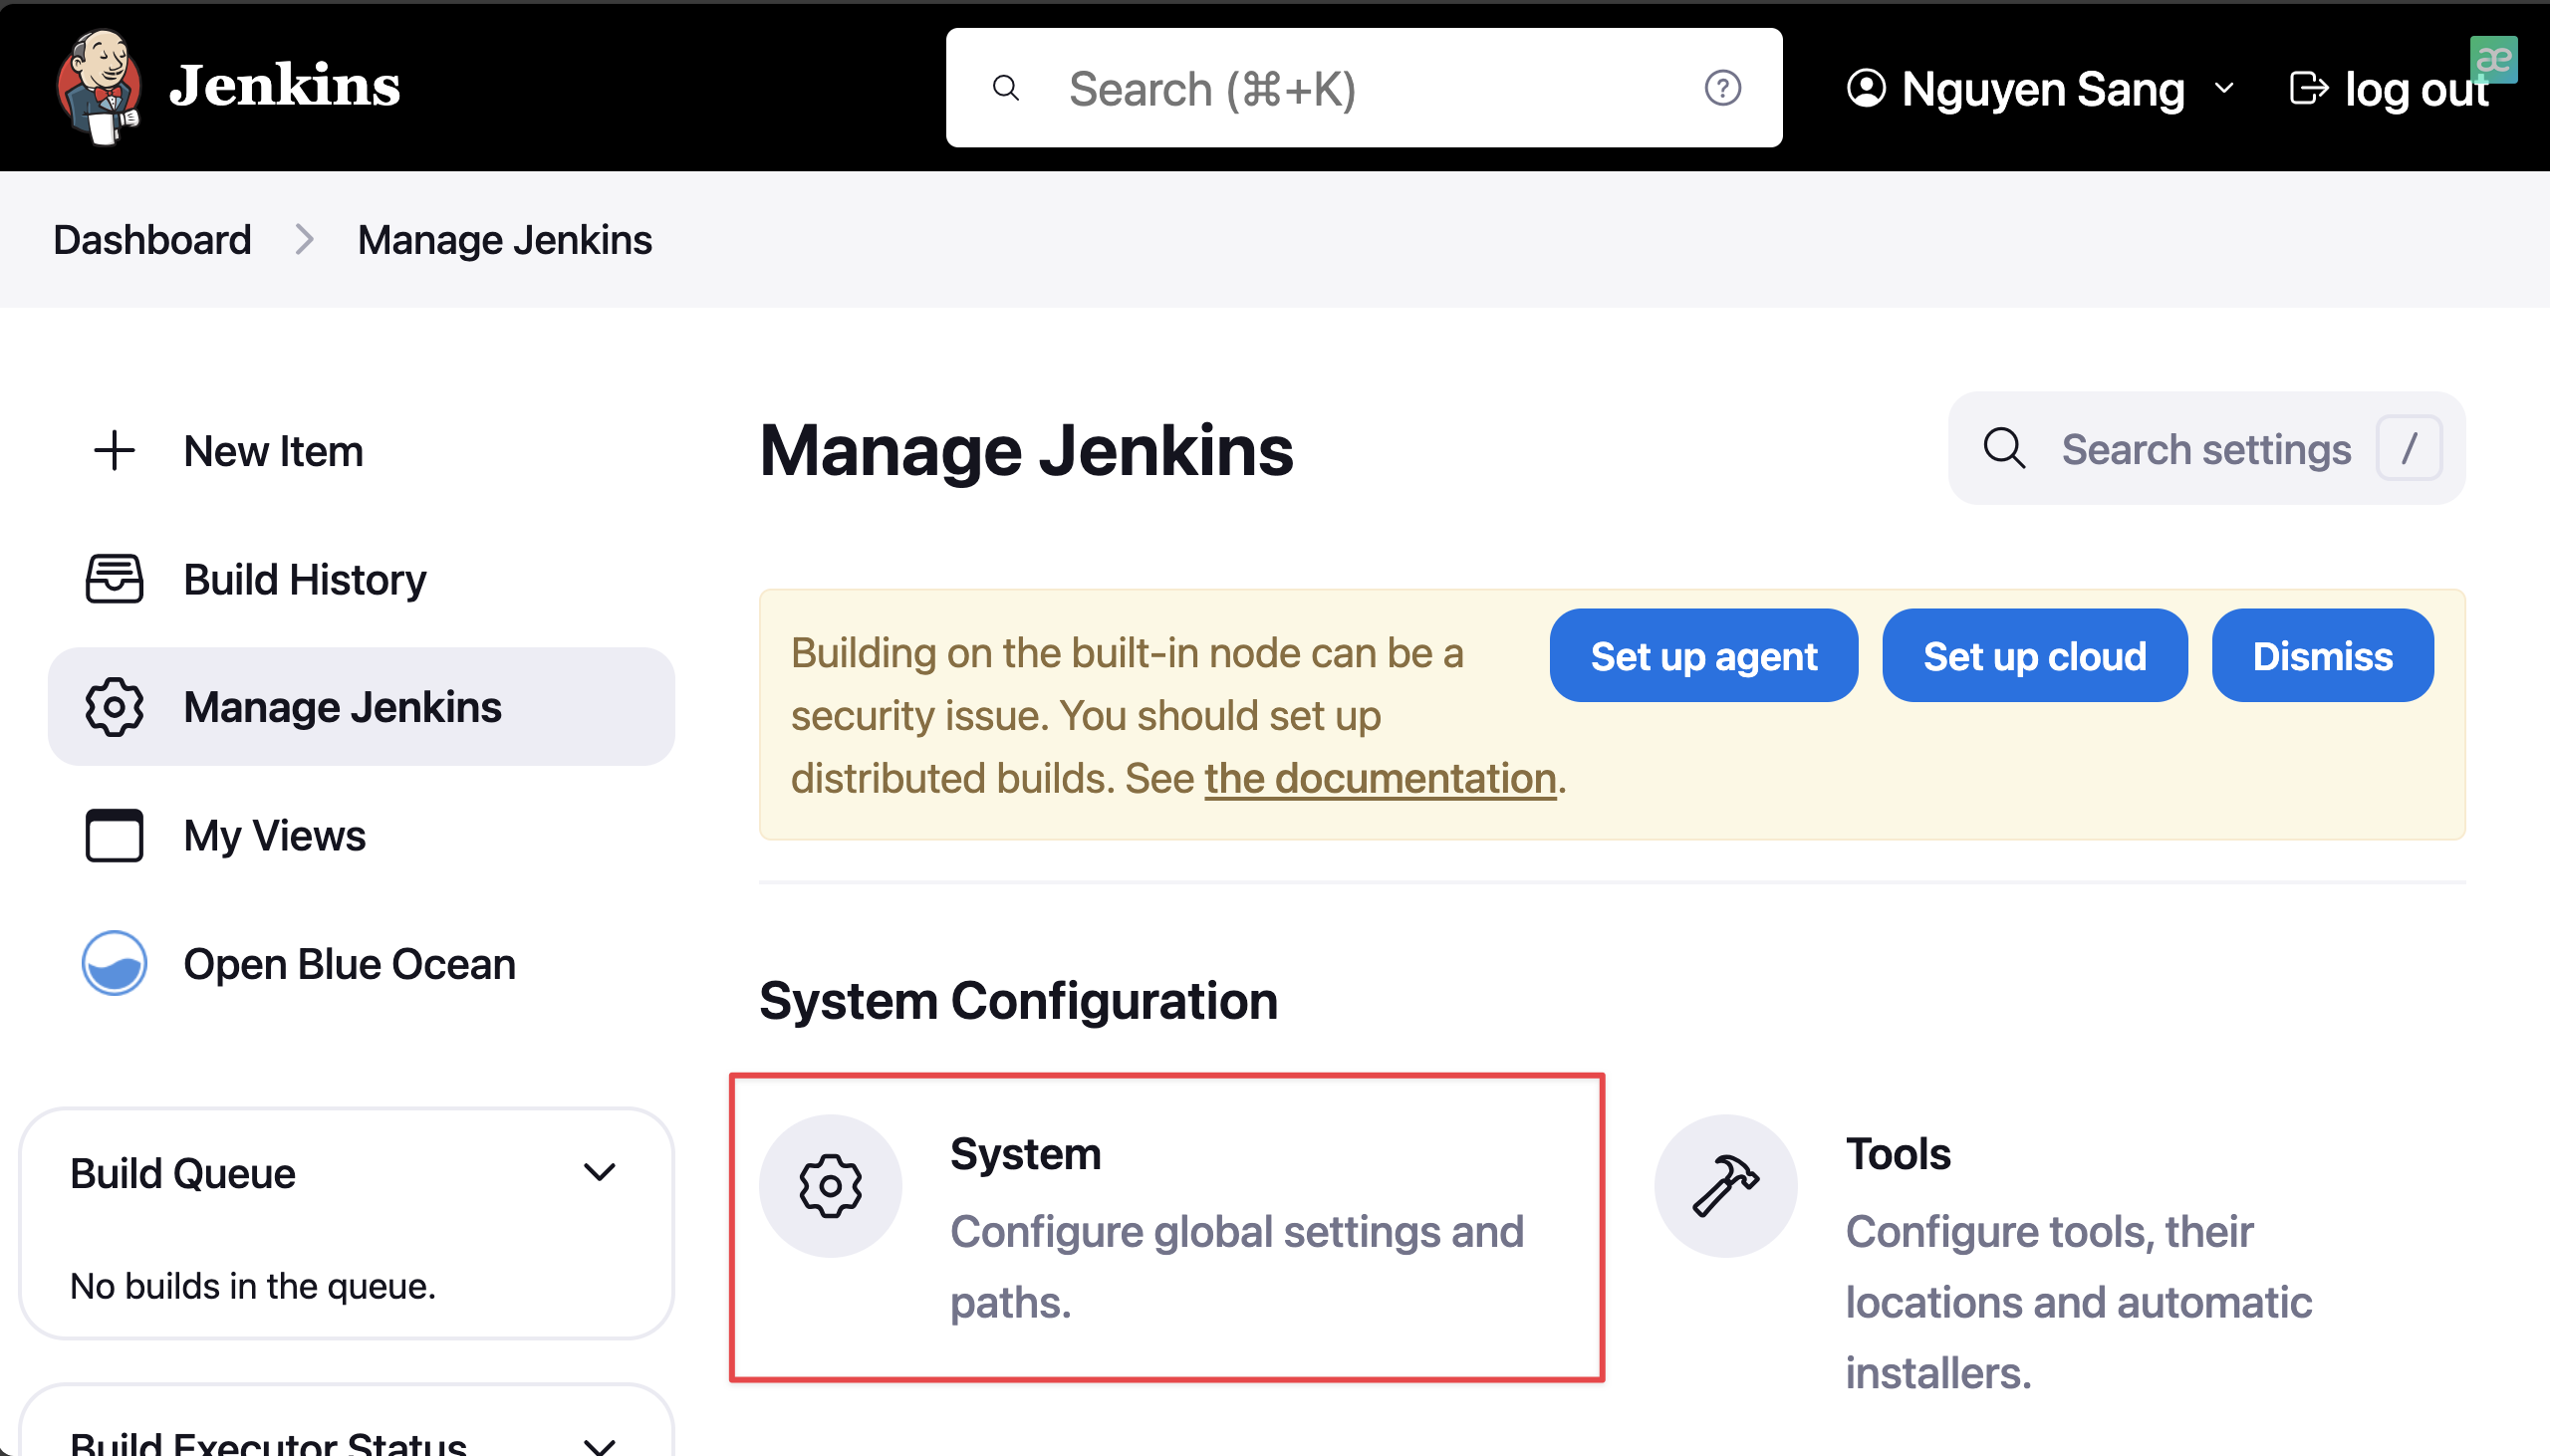 Jenkins
Search (⌘+K)
?
Nguyen Sang
log out
æ
Dashboard > Manage Jenkins
New Item
Build History
Manage Jenkins
My Views
Open Blue Ocean
Build Queue
No builds in the queue.
Build Executor Status
Manage Jenkins
Search settings /
Building on the built-in node can be a
security issue. You should set up
distributed builds. See the documentation.
Set up agent
Set up cloud
Dismiss
System Configuration
System
Configure global settings and
paths.
Tools
Configure tools, their
locations and automatic
installers.